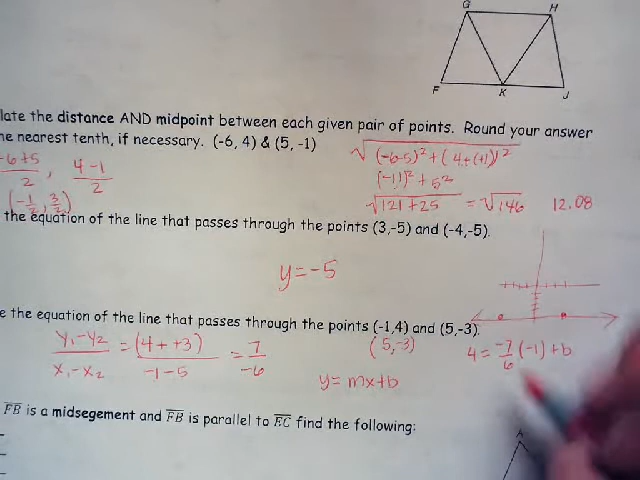 G H
F K J
late the distance AND midpoint between each given pair of points. Round your answer
he nearest tenth, if necessary. (-6, 4) & (5, -1)
√(-6-5)² + (4+(+1))²
-6+5/2 , 4-1/2
(-11)² + 5²
(-1/2, 3/2)
√121+25 = √146 12.08
the equation of the line that passes through the points (3,-5) and (-4,-5).
y = -5
e the equation of the line that passes through the points (-1,4) and (5,-3).
y₁-y₂/x₁-x₂ = (4++3)/-1-5 = 7/-6
(5,-3)
4 = -7/6 (-1) + b
y = mx+b
FB is a midsegement and FB is parallel to EC find the following:
A